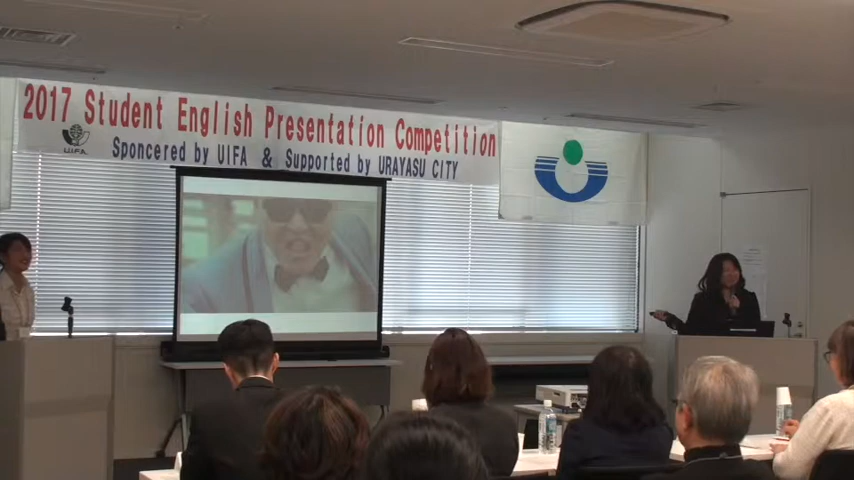 2017 Student English Presentation Competition
UIFA
Sponcered by UIFA & Supported by URAYASU CITY